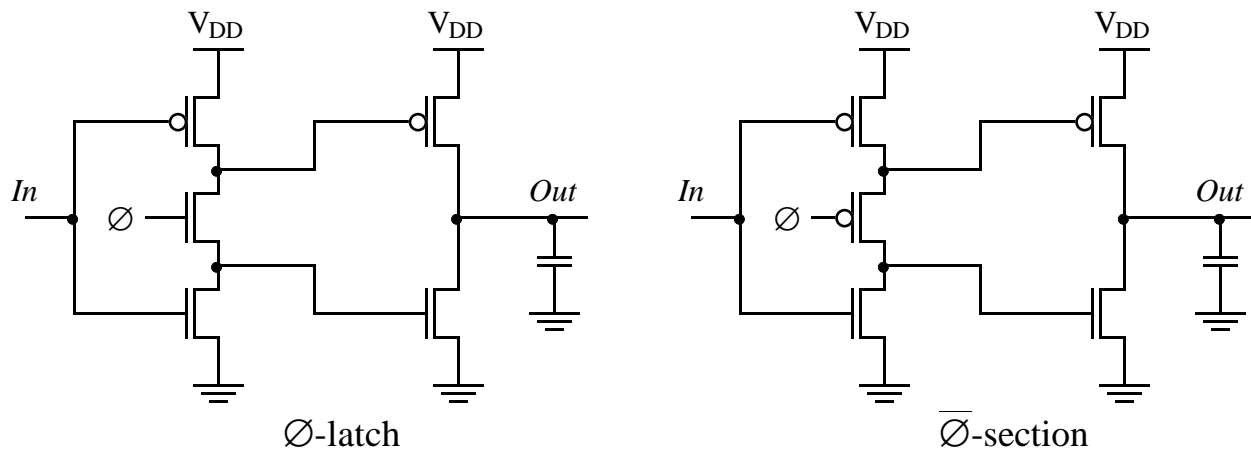 V_DD V_DD V_DD V_DD
In Out In Out
∅ ∅
∅-latch ∅̅-section